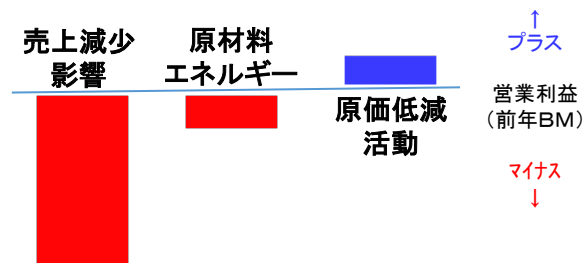 売上減少
影響
原材料
エネルギー
原価低減
活動
↑
プラス
営業利益
（前年ＢＭ）
マイナス
↓